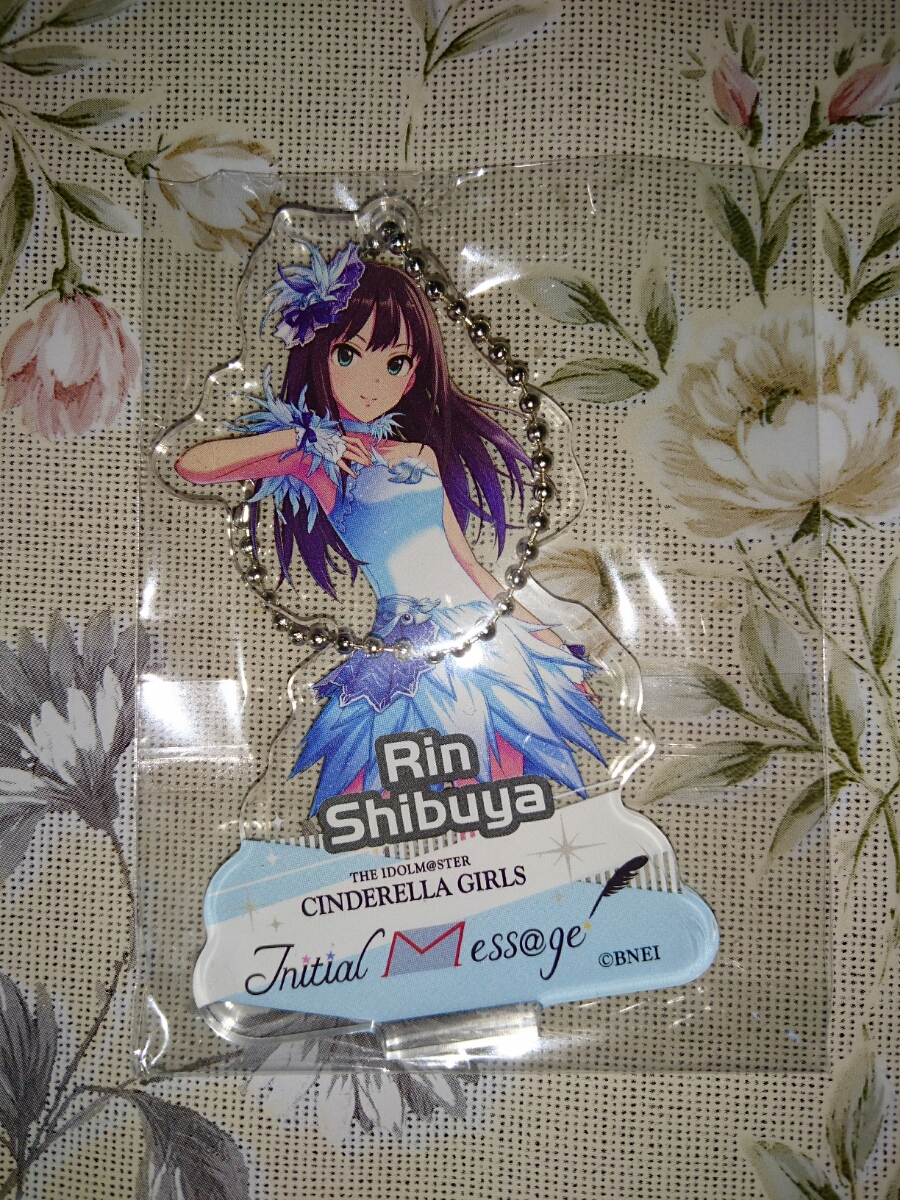 Rin
Shibuya
THE IDOLM@STER
CINDERELLA GIRLS
Initial Mess@ge
©BNEI